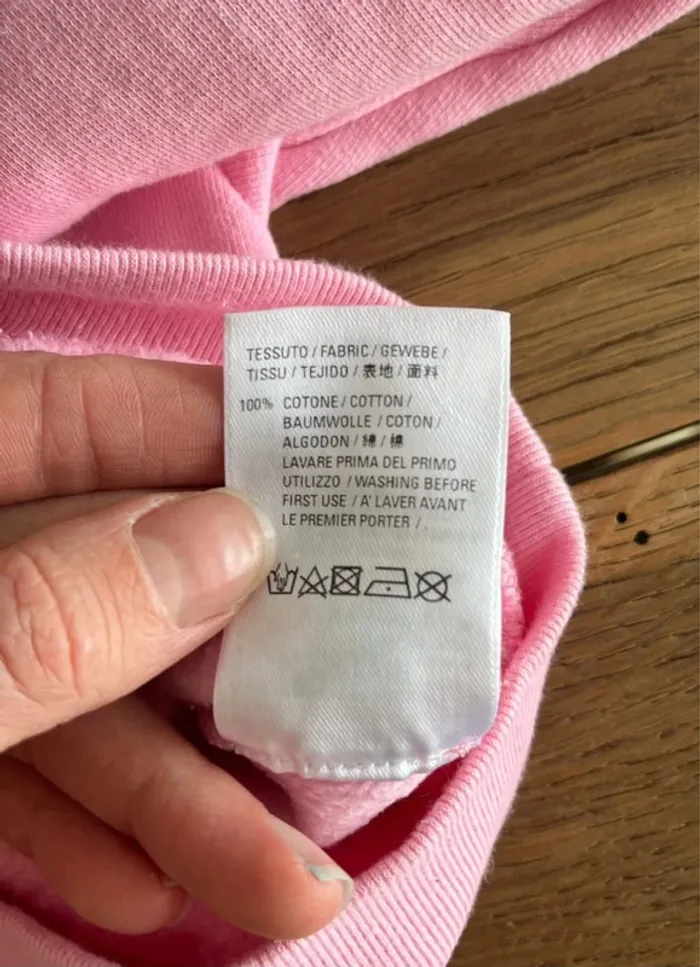 TESSUTO / FABRIC / GEWEBE /
TISSU / TEJIDO / 表地 / 面料
100% COTONE / COTTON /
BAUMWOLLE / COTON /
ALGODON / 綿 / 棉
LAVARE PRIMA DEL PRIMO
UTILIZZO / WASHING BEFORE
FIRST USE / A' LAVER AVANT
LE PREMIER PORTER / .